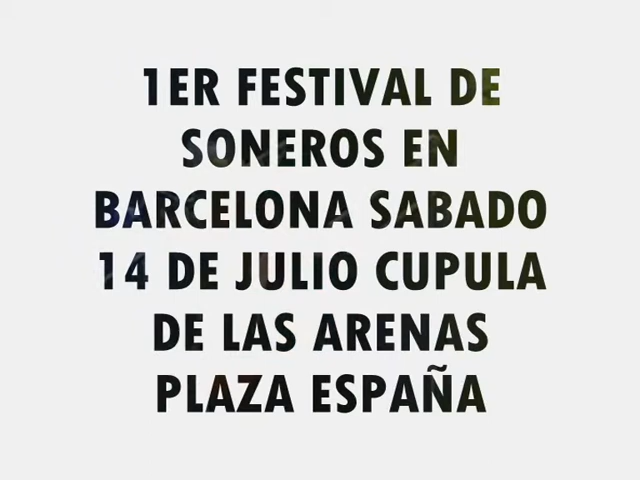 1ER FESTIVAL DE
SONEROS EN
BARCELONA SABADO
14 DE JULIO CUPULA
DE LAS ARENAS
PLAZA ESPAÑA